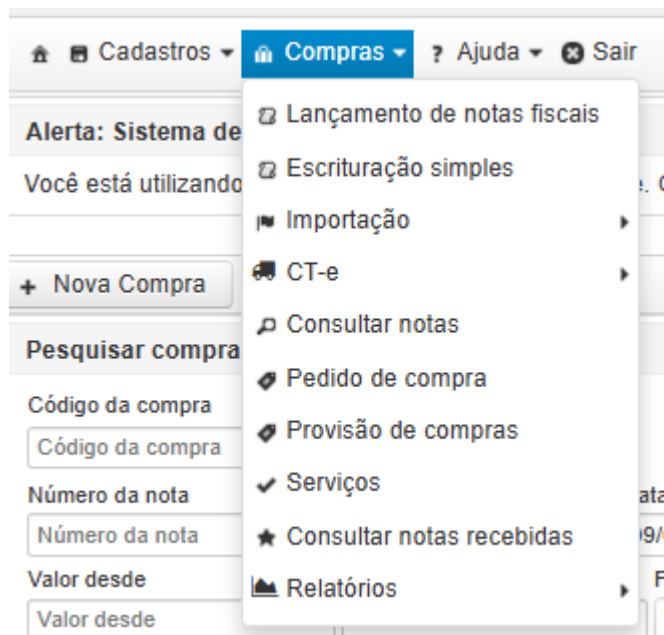 Cadastros Compras ? Ajuda Sair
Lançamento de notas fiscais
Alerta: Sistema de
Escrituração simples
Você está utilizando
Importação
CT-e
+ Nova Compra
Consultar notas
Pesquisar compra
Pedido de compra
Código da compra
Código da compra
Provisão de compras
Serviços
Número da nota
Número da nota
Consultar notas recebidas
Valor desde
Relatórios
Valor desde